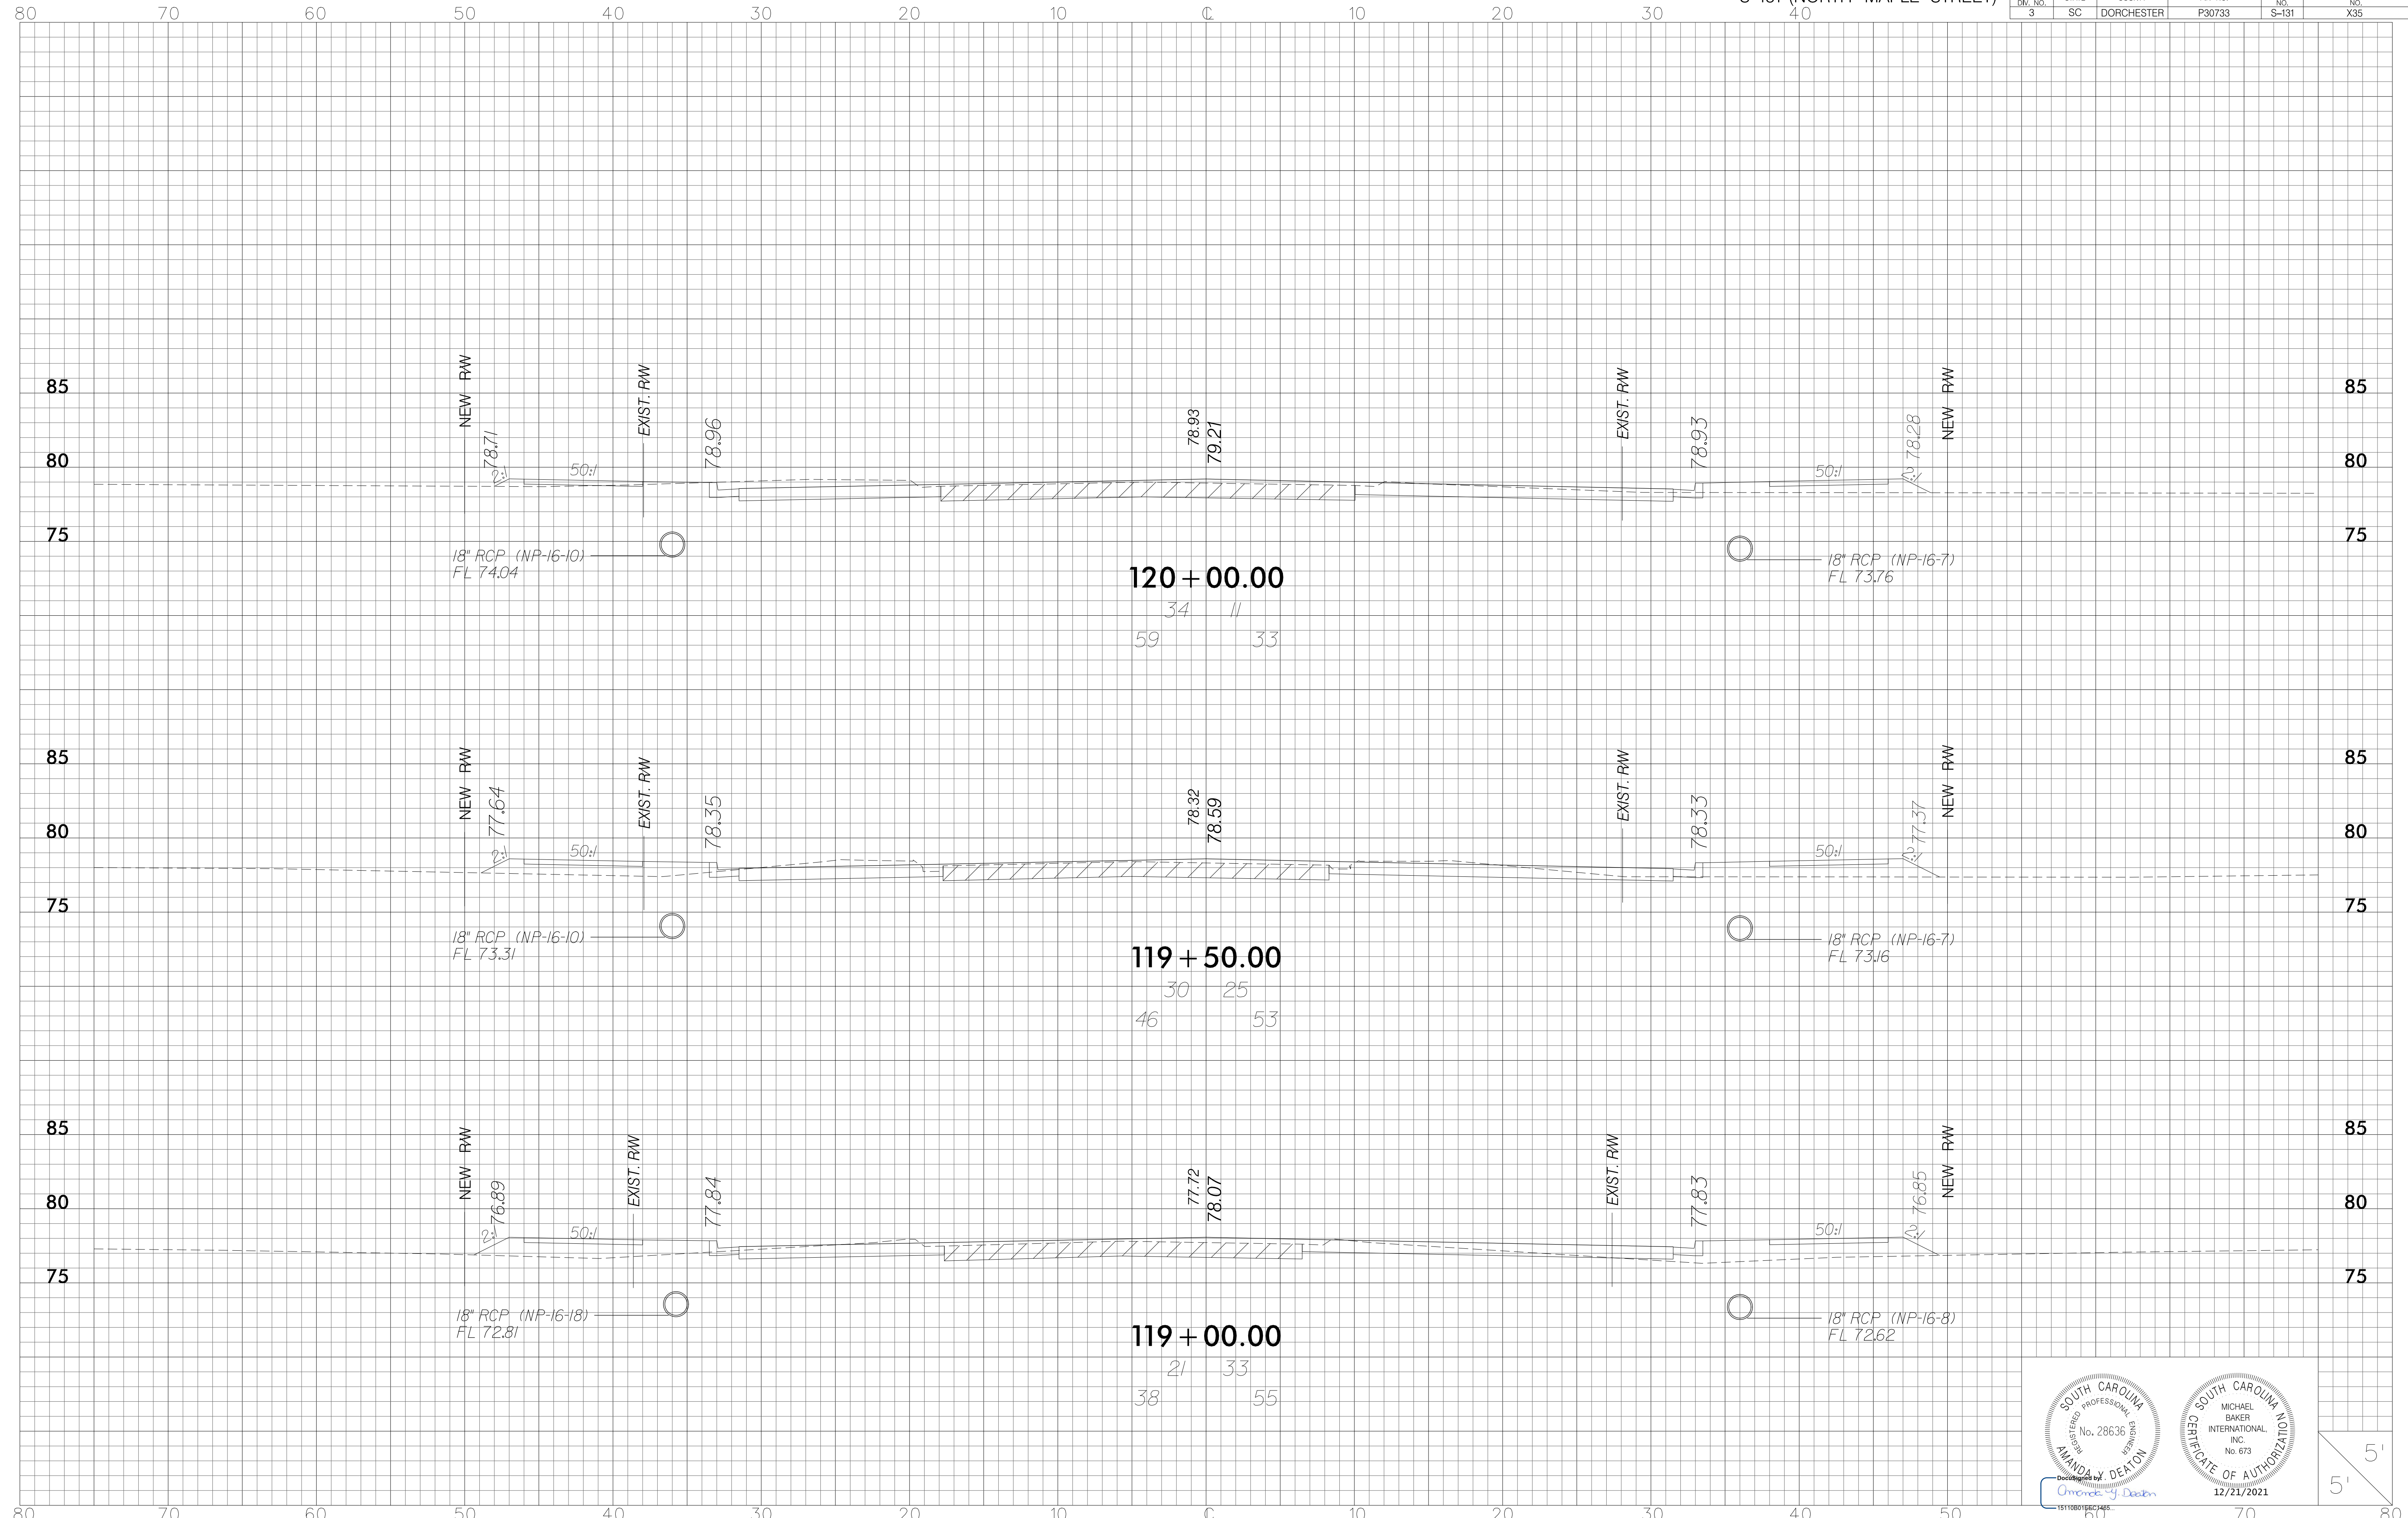 S-131 (NORTH MAPLE STREET)
DIV. NO. NO. NO.
3 SC DORCHESTER P30733 S-131 X35
80 70 60 50 40 30 20 10 ℄ 10 20 30 40
NEW R/W EXIST. R/W EXIST. R/W NEW R/W
85 85
78.71 78.96 78.93 79.21 78.93 78.28
80 80
2:1 50:1 50:1 2:1
75 75
18" RCP (NP-16-10) 18" RCP (NP-16-7)
FL 74.04 FL 73.76
120+00.00
34 11
59 33
NEW R/W EXIST. R/W EXIST. R/W NEW R/W
85 85
77.64 78.35 78.32 78.59 78.33 77.37
80 80
2:1 50:1 50:1 2:1
75 75
18" RCP (NP-16-10) 18" RCP (NP-16-7)
FL 73.31 FL 73.16
119+50.00
30 25
46 53
NEW R/W EXIST. R/W EXIST. R/W NEW R/W
85 85
76.89 77.84 77.72 78.07 77.83 76.85
80 80
2:1 50:1 50:1 2:1
75 75
18" RCP (NP-16-18) 18" RCP (NP-16-8)
FL 72.81 FL 72.62
119+00.00
21 33
38 55
SOUTH CAROLINA
REGISTERED PROFESSIONAL ENGINEER
No. 28636
AMANDA Y. DEATON
SOUTH CAROLINA NO
MICHAEL
BAKER
INTERNATIONAL,
INC.
No. 673
CERTIFICATE OF AUTHORIZATION
DocuSigned by:
Amanda Y. Deaton
12/21/2021
5'
5'
80 70 60 50 40 30 20 10 ℄ 10 20 30 40 50 60 70 80